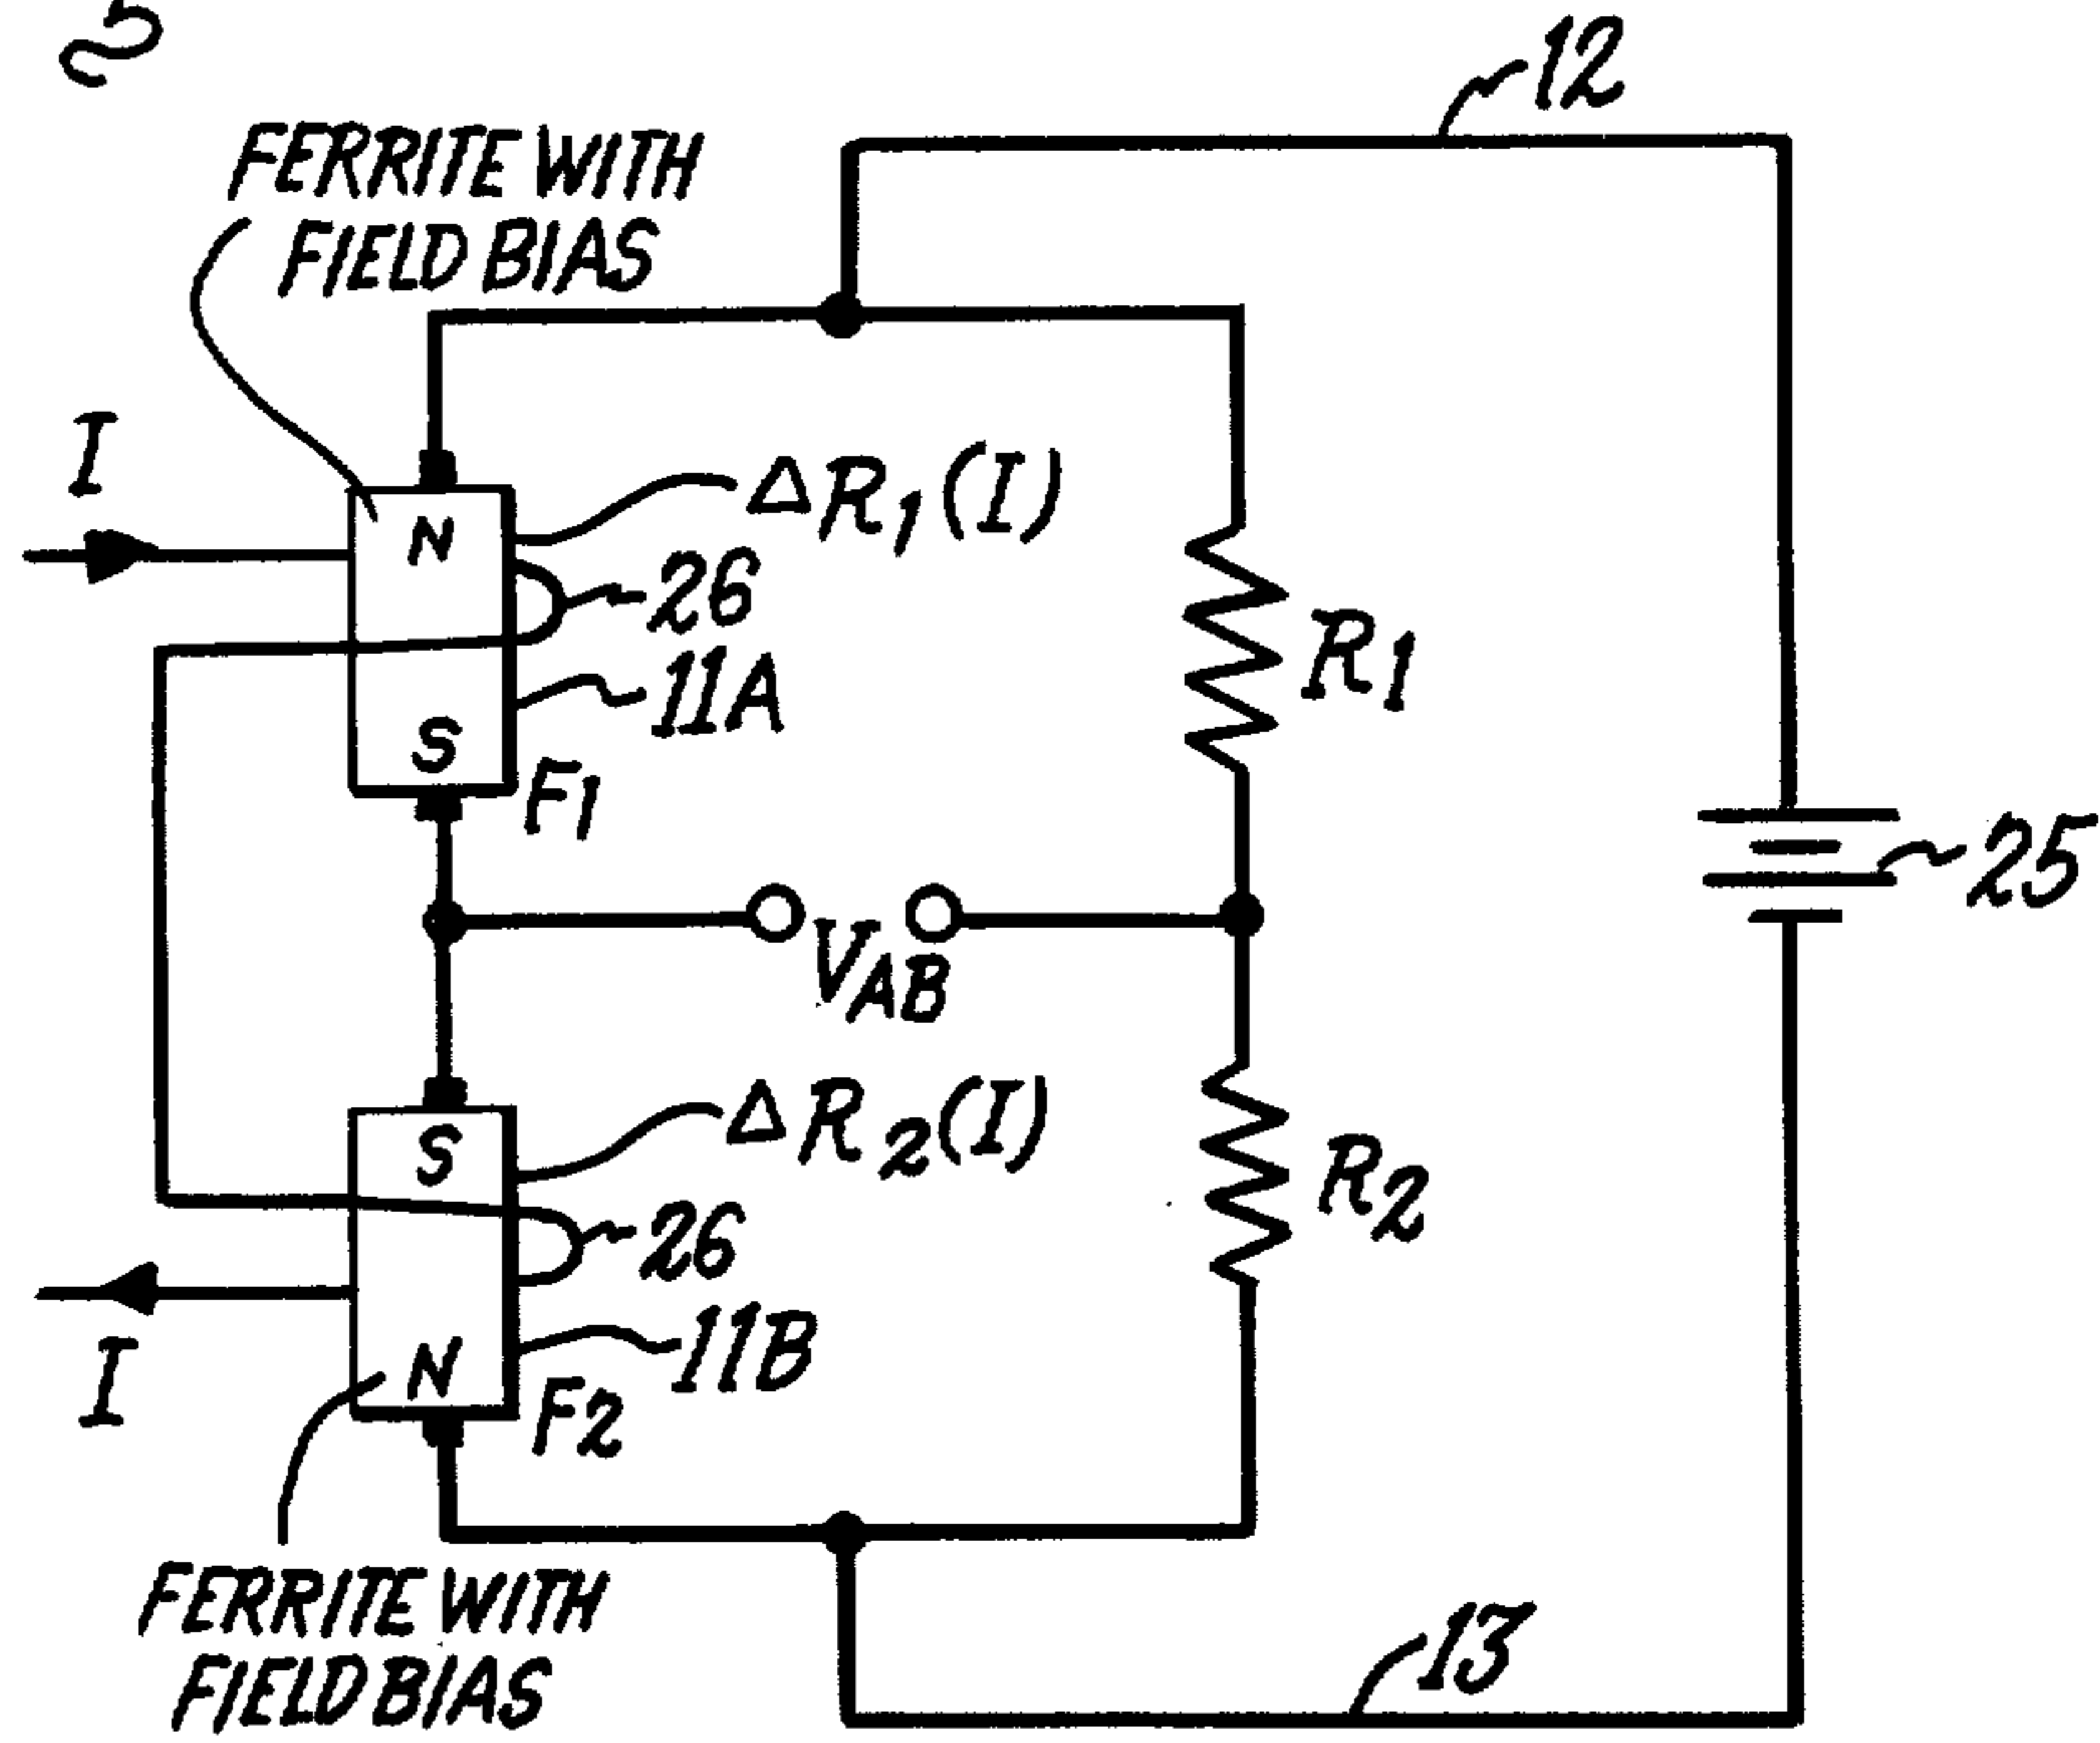 5
12
FERRITE WITH
FIELD BIAS
I
ΔR1(I)
N
26
R1
11A
S
F1
25
VAB
ΔR2(I)
S
R2
26
11B
N
I
F2
FERRITE WITH
FIELD BIAS
13